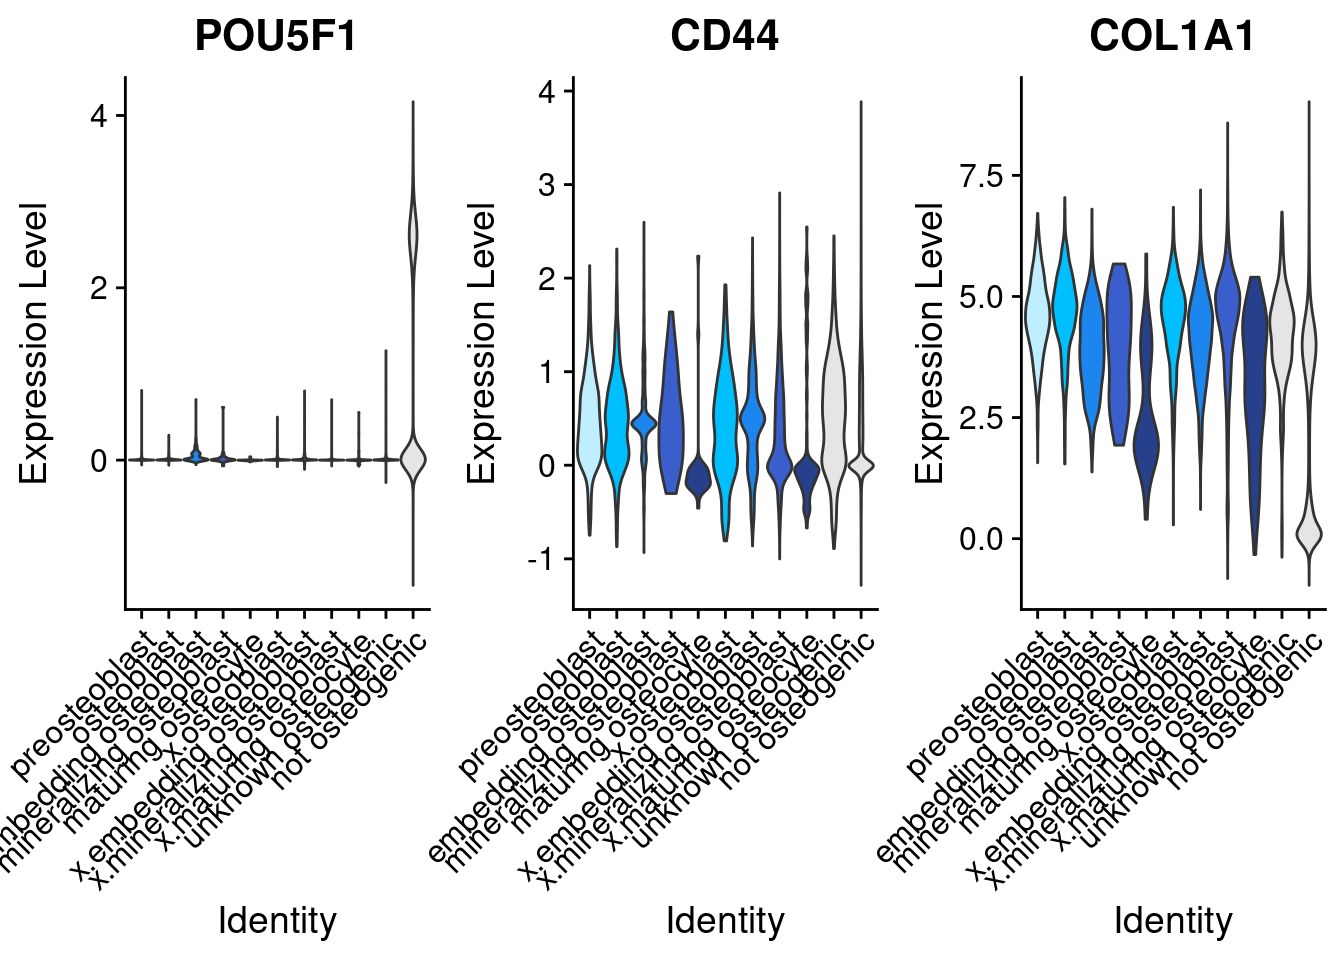 POU5F1
Expression Level
4
2
0
preosteoblast
osteoblast
mbedding osteoblast
mineralizing osteoblast
maturing osteocyte
x.osteoblast
x.embedding osteoblast
x.mineralizing osteoblast
x.maturing osteocyte
unknown osteogenic
not osteogenic
Identity
CD44
Expression Level
4
3
2
1
0
-1
preosteoblast
osteoblast
embedding osteoblast
mineralizing osteoblast
maturing osteocyte
x.osteoblast
x.embedding osteoblast
x.mineralizing osteoblast
x.maturing osteocyte
unknown osteogenic
not osteogenic
Identity
COL1A1
Expression Level
7.5
5.0
2.5
0.0
preosteoblast
osteoblast
embedding osteoblast
mineralizing osteoblast
maturing osteocyte
x.osteoblast
x.embedding osteoblast
x.mineralizing osteoblast
x.maturing osteocyte
unknown osteogenic
not osteogenic
Identity